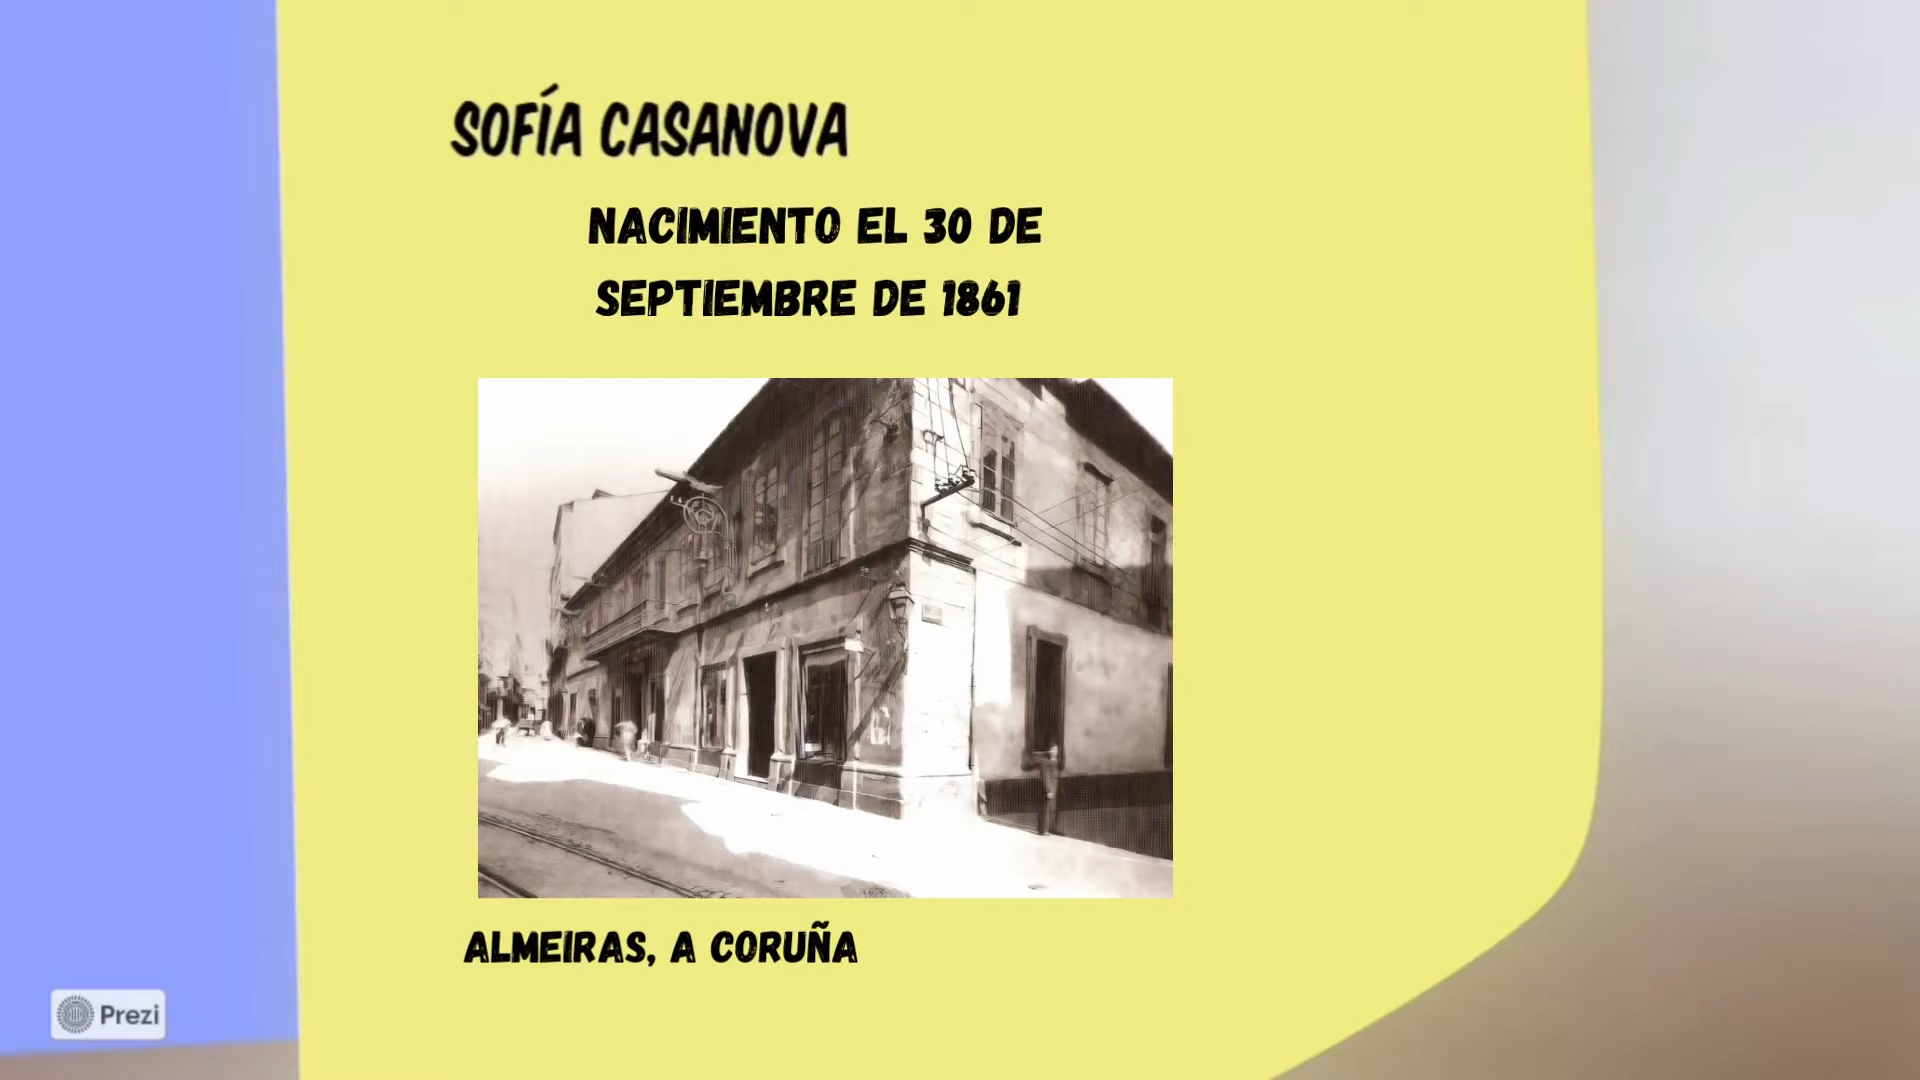 SOFÍA CASANOVA
NACIMIENTO EL 30 DE
SEPTIEMBRE DE 1861
ALMEIRAS, A CORUÑA
Prezi